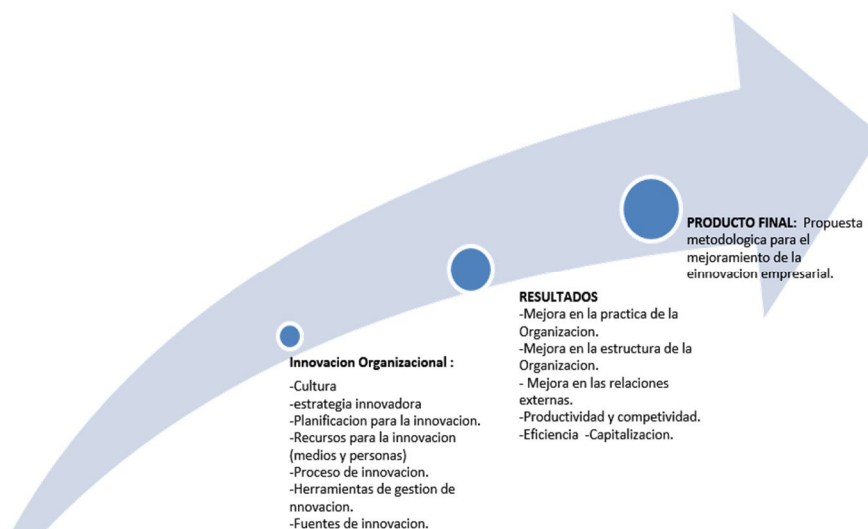 Innovacion Organizacional :
-Cultura
-estrategia innovadora
-Planificacion para la innovacion.
-Recursos para la innovacion
(medios y personas)
-Proceso de innovacion.
-Herramientas de gestion de
nnovacion.
-Fuentes de innovacion.
RESULTADOS
-Mejora en la practica de la
Organizacion.
-Mejora en la estructura de la
Organizacion.
- Mejora en las relaciones
externas.
-Productividad y competividad.
-Eficiencia -Capitalizacion.
PRODUCTO FINAL: Propuesta
metodologica para el
mejoramiento de la
einnovacion empresarial.